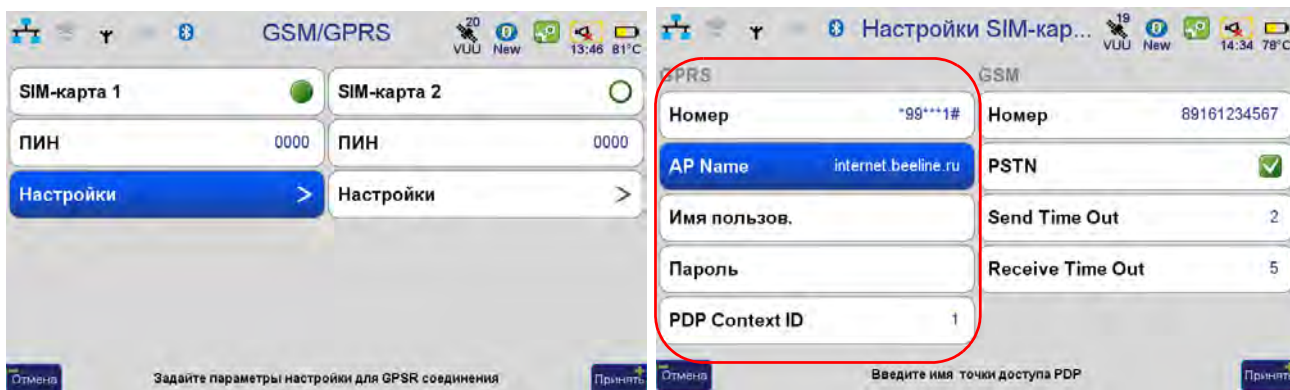 GSM/GPRS
20
VUU New 13:46 81°C
SIM-карта 1
SIM-карта 2
ПИН 0000
ПИН 0000
Настройки >
Настройки >
Отмена
Задайте параметры настройки для GPSR соединения
Принять
Настройки SIM-кар...
19
VUU New 14:34 78°C
GPRS
Номер *99***1#
AP Name internet.beeline.ru
Имя пользов.
Пароль
PDP Context ID 1
GSM
Номер 89161234567
PSTN
Send Time Out 2
Receive Time Out 5
Отмена
Введите имя точки доступа PDP
Принят